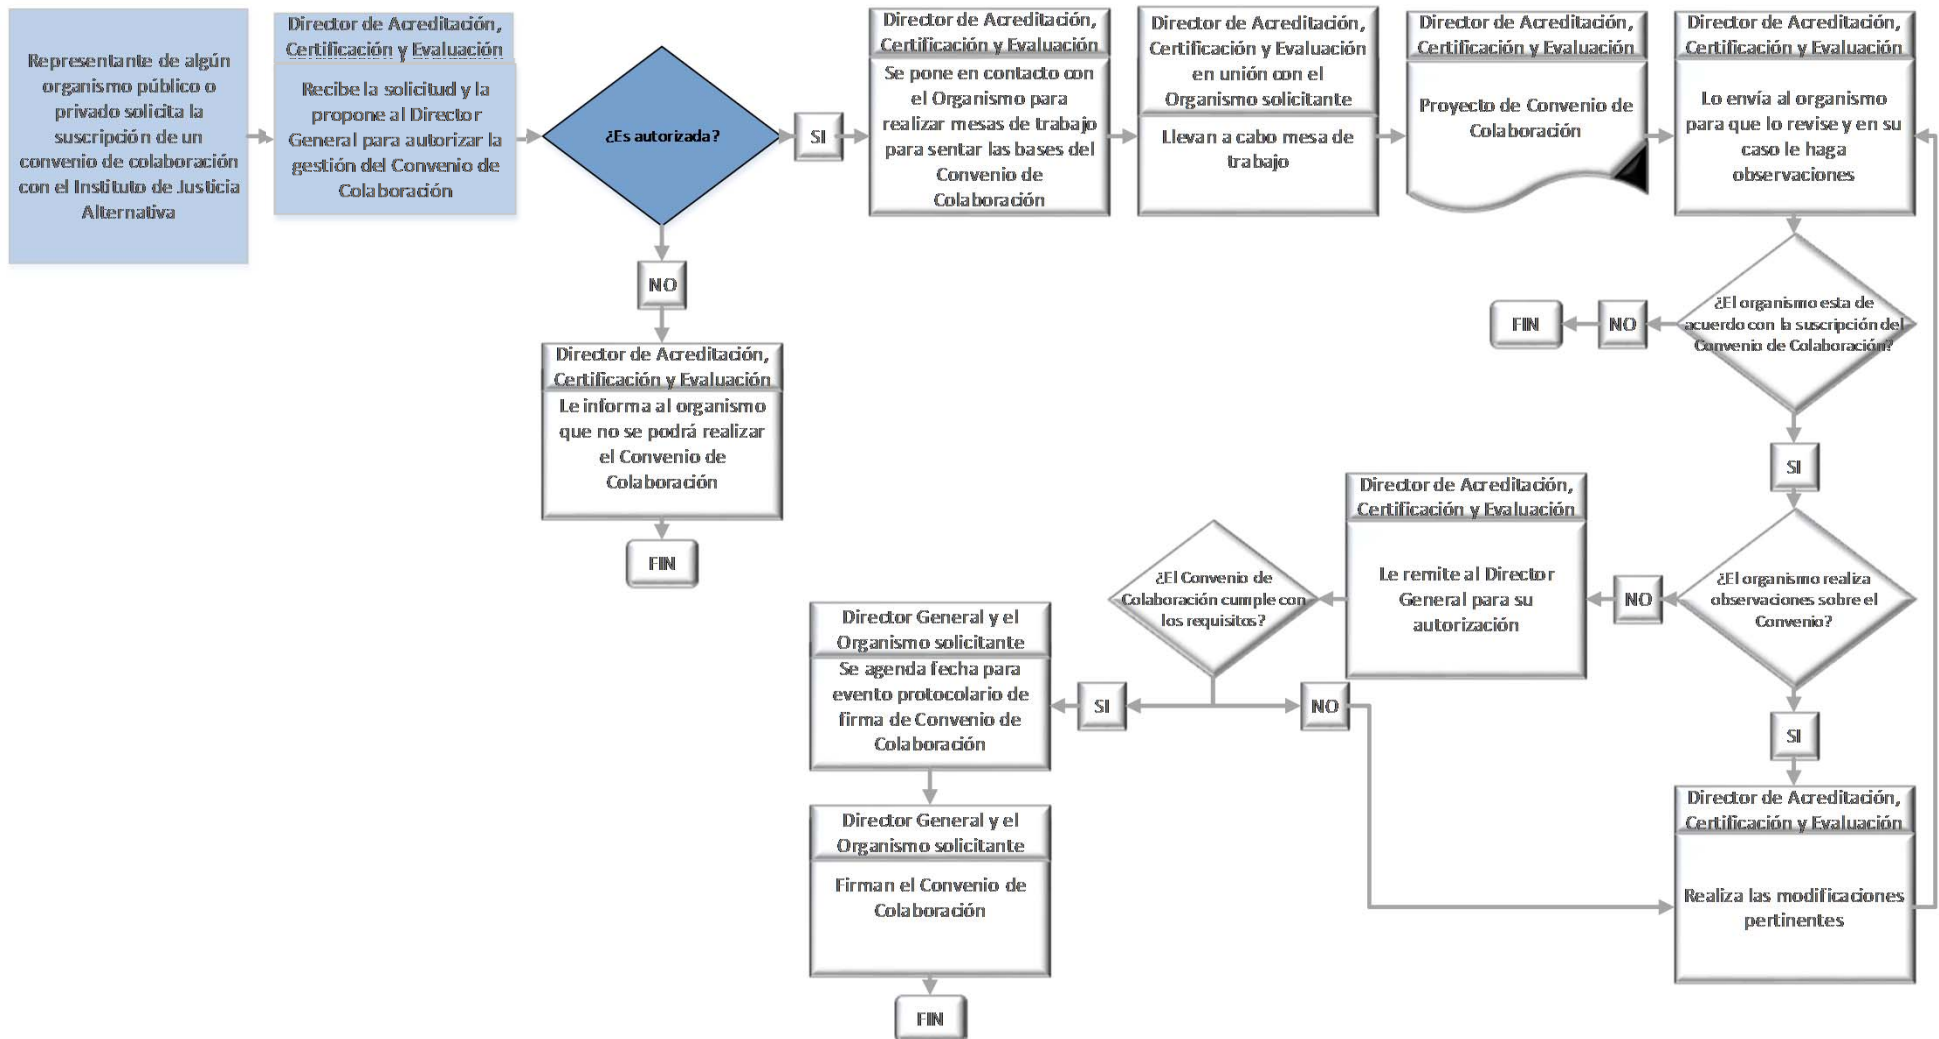 Representante de algún
organismo público o
privado solicita la
suscripción de un
convenio de colaboración
con el Instituto de Justicia
Alternativa
Director de Acreditación,
Certificación y Evaluación
Recibe la solicitud y la
propone al Director
General para autorizar la
gestión del Convenio de
Colaboración
¿Es autorizada?
SI
Director de Acreditación,
Certificación y Evaluación
Se pone en contacto con
el Organismo para
realizar mesas de trabajo
para sentar las bases del
Convenio de
Colaboración
Director de Acreditación,
Certificación y Evaluación
en unión con el
Organismo solicitante
Llevan a cabo mesa de
trabajo
Director de Acreditación,
Certificación y Evaluación
Proyecto de Convenio de
Colaboración
Director de Acreditación,
Certificación y Evaluación
Lo envía al organismo
para que lo revise y en su
caso le haga
observaciones
NO
Director de Acreditación,
Certificación y Evaluación
Le informa al organismo
que no se podrá realizar
el Convenio de
Colaboración
FIN
¿El organismo esta de
acuerdo con la suscripción del
Convenio de Colaboración?
NO
FIN
SI
¿El organismo realiza
observaciones sobre el
Convenio?
NO
Director de Acreditación,
Certificación y Evaluación
Le remite al Director
General para su
autorización
¿El Convenio de
Colaboración cumple con
los requisitos?
SI
NO
Director General y el
Organismo solicitante
Se agenda fecha para
evento protocolario de
firma de Convenio de
Colaboración
Director General y el
Organismo solicitante
Firman el Convenio de
Colaboración
FIN
SI
Director de Acreditación,
Certificación y Evaluación
Realiza las modificaciones
pertinentes